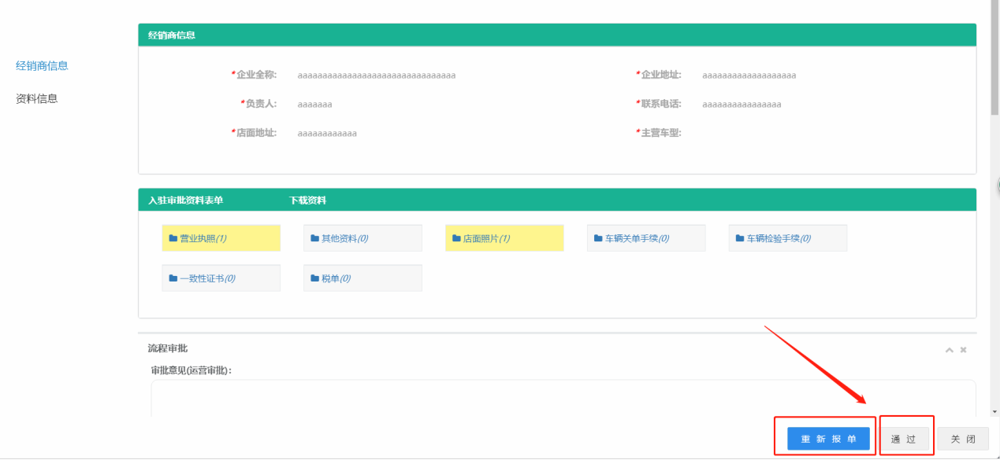 经销商信息
经销商信息
资料信息
*企业全称: aaaaaaaaaaaaaaaaaaaaaaaaaaaaaaaa *企业地址: aaaaaaaaaaaaaaaaaaa
*负责人: aaaaaaa *联系电话: aaaaaaaaaaaaaaaa
*店面地址: aaaaaaaaaaaa *主营车型:
入驻审批资料表单 下载资料
营业执照(1) 其他资料(0) 店面照片(1) 车辆关单手续(0) 车辆检验手续(0)
一致性证书(0) 税单(0)
流程审批
审批意见(运营审批):
重新报单 通过 关闭